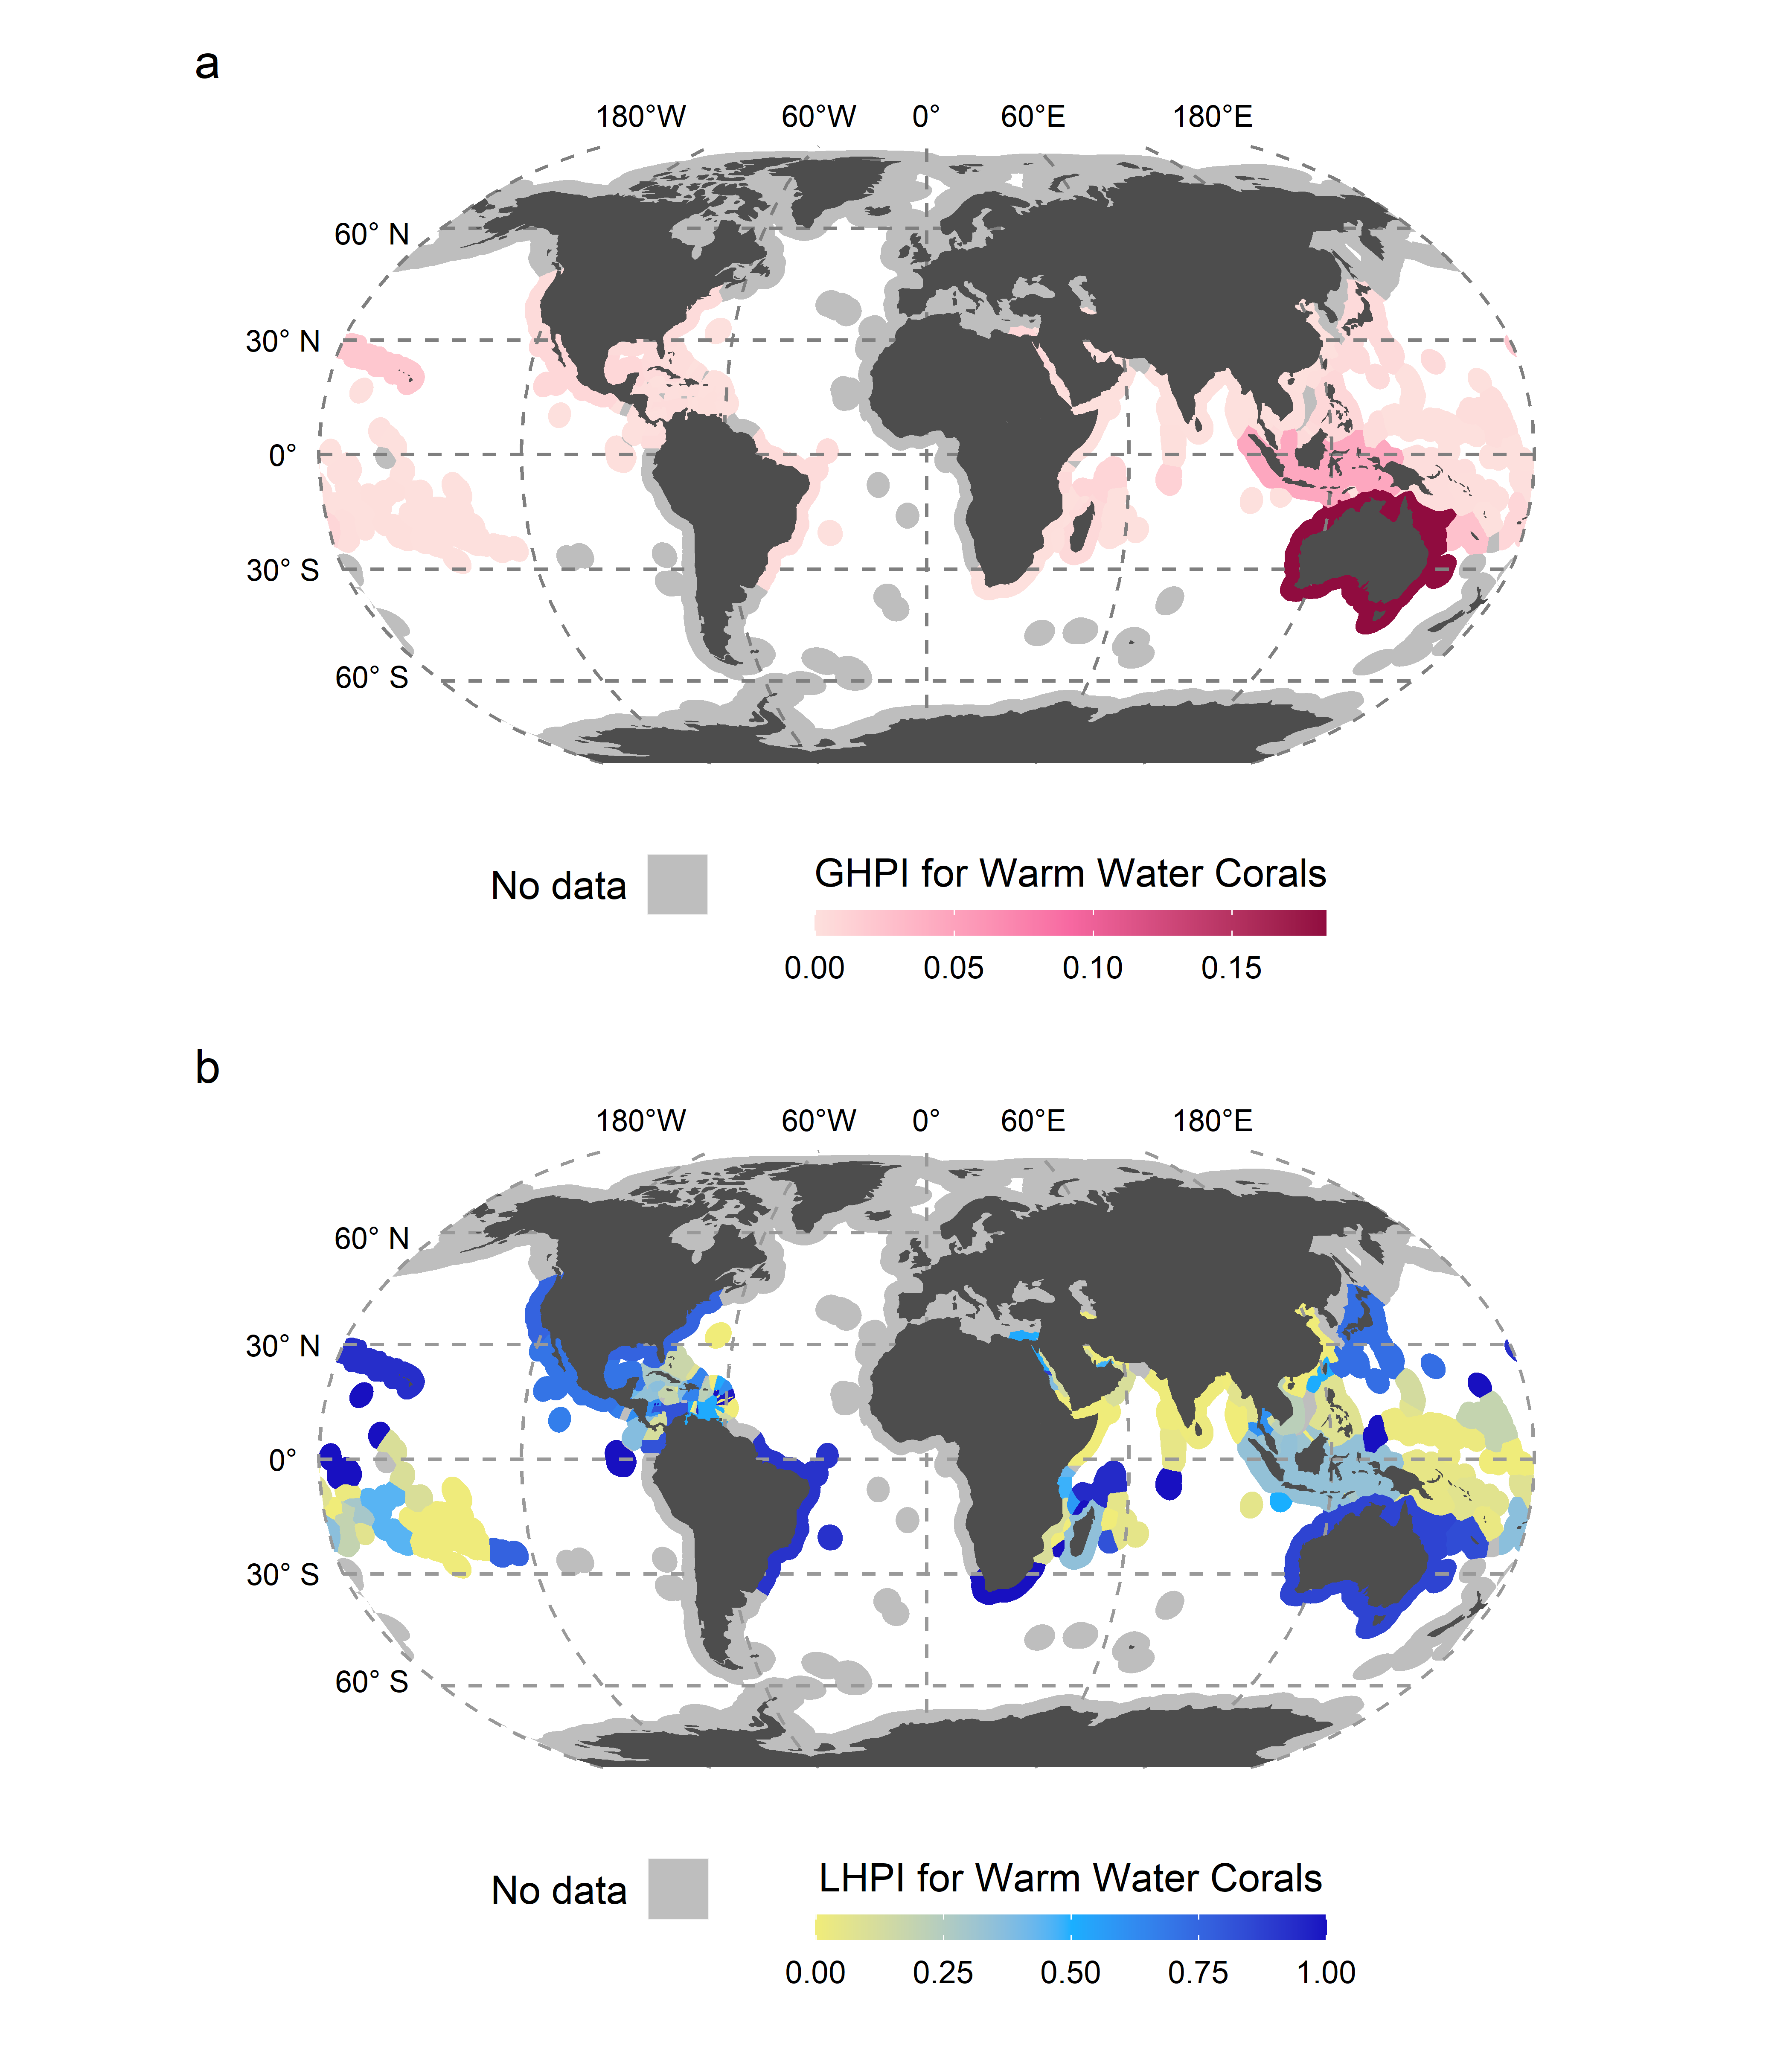 a
180°W 60°W 0° 60°E 180°E
60° N
30° N
0°
30° S
60° S
No data
GHPI for Warm Water Corals
0.00 0.05 0.10 0.15
b
180°W 60°W 0° 60°E 180°E
60° N
30° N
0°
30° S
60° S
No data
LHPI for Warm Water Corals
0.00 0.25 0.50 0.75 1.00